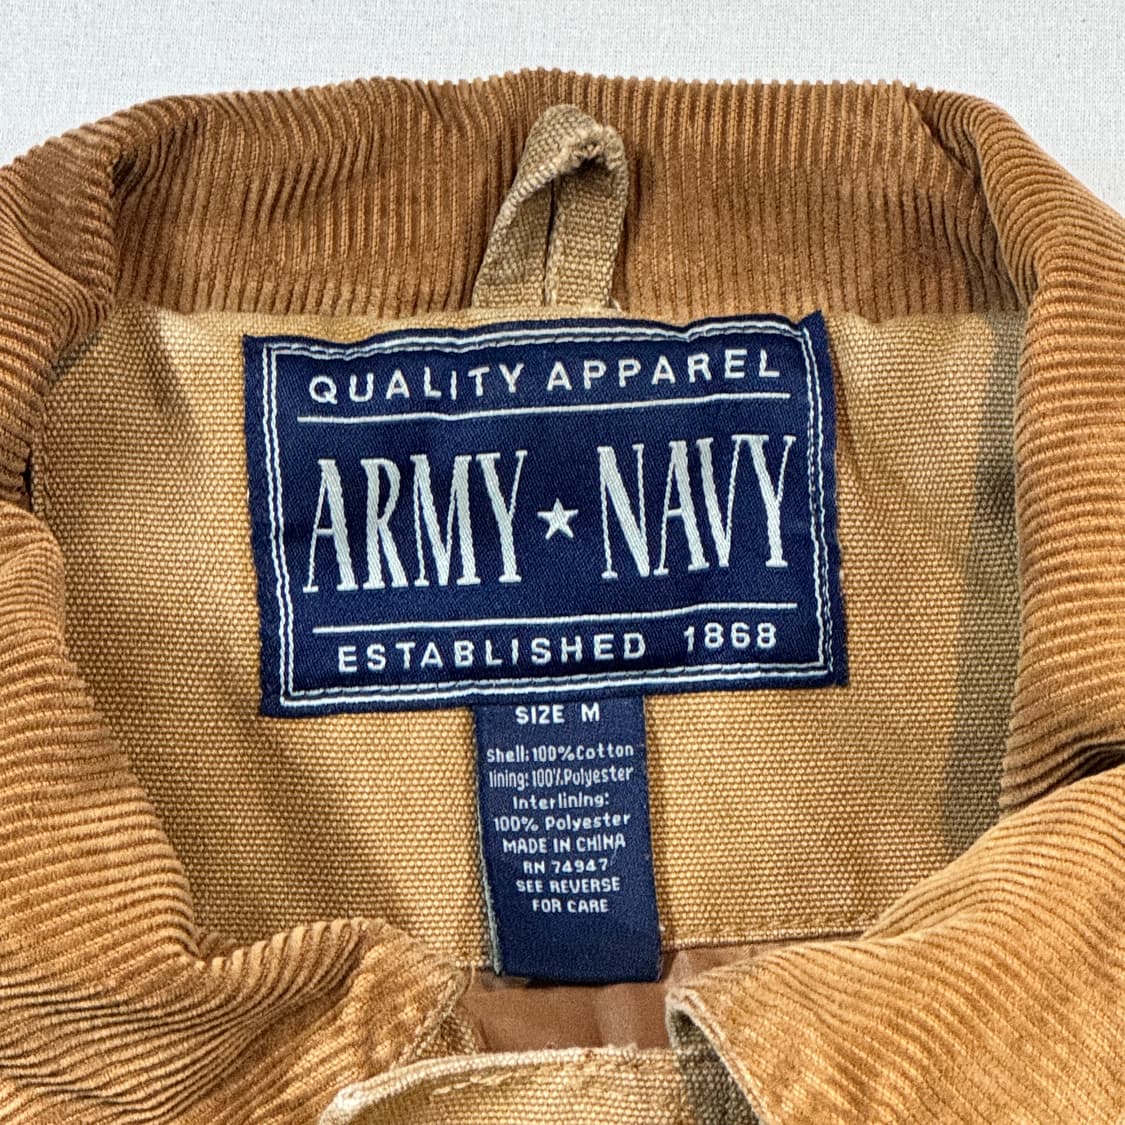 QUALITY APPAREL
ARMY ★ NAVY
ESTABLISHED 1868
SIZE M
Shell: 100%Cotton
lining: 100%Polyester
Interlining:
100% Polyester
MADE IN CHINA
RN 74947
SEE REVERSE
FOR CARE